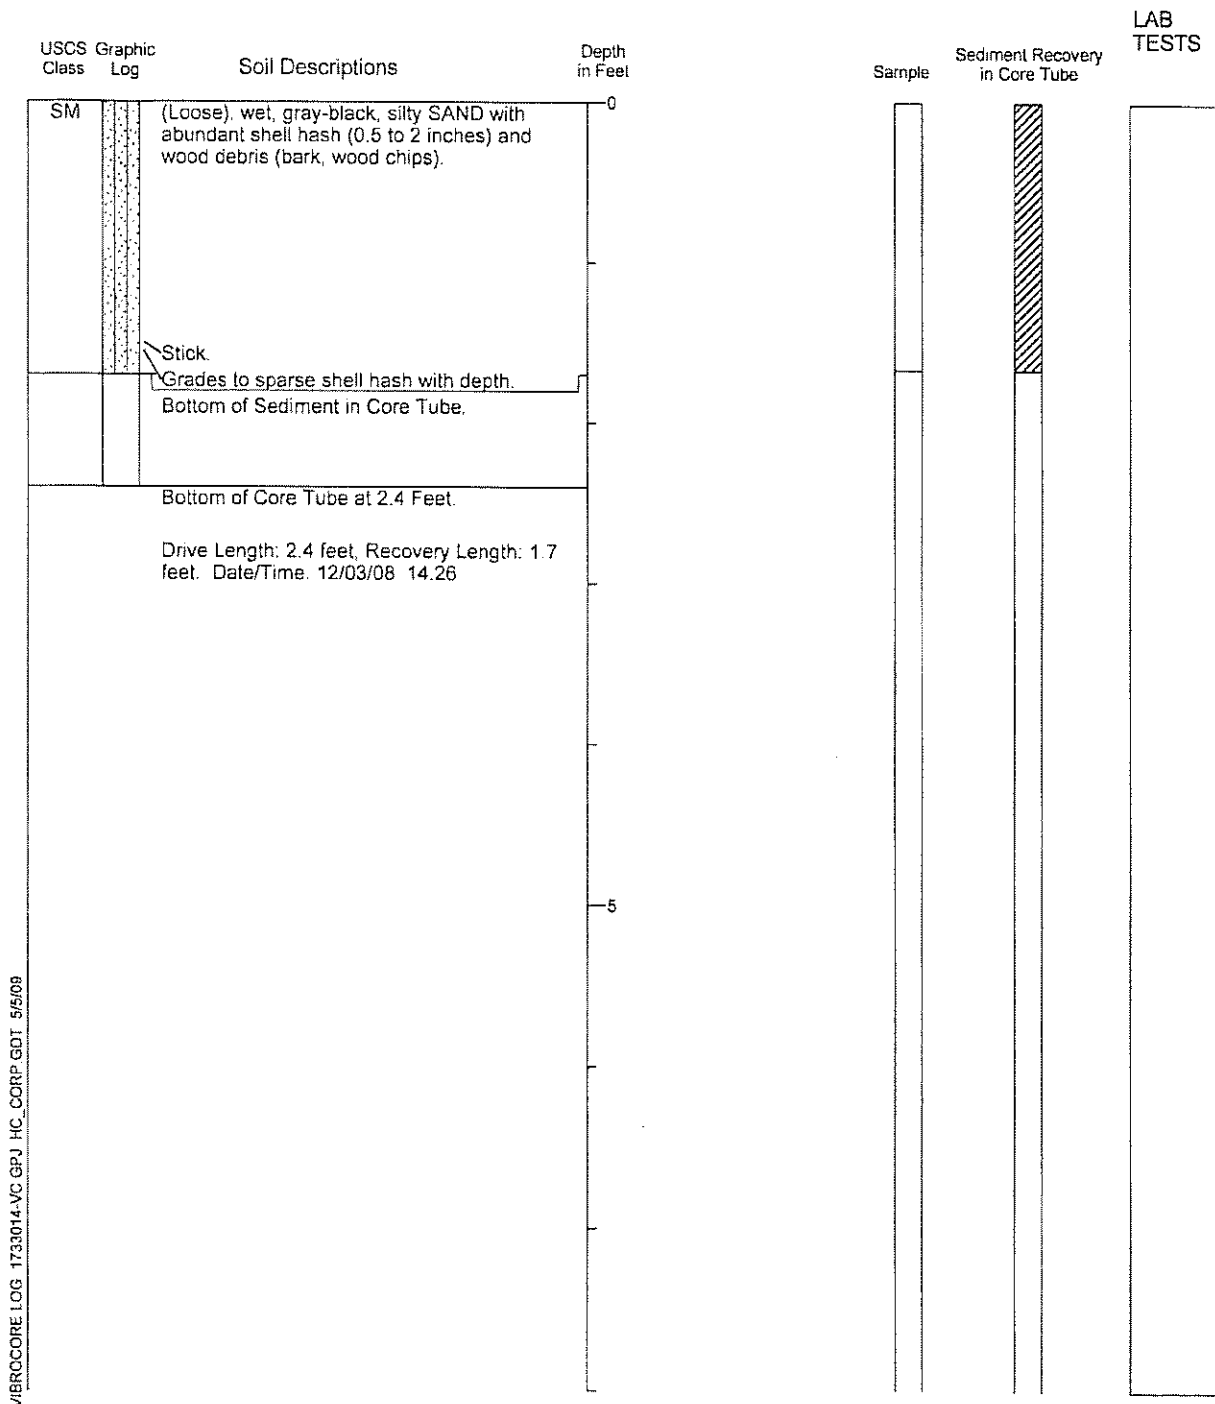 LAB
TESTS
USCS Graphic
Class Log
Soil Descriptions
Depth
in Feet
Sample
Sediment Recovery
in Core Tube
SM
(Loose), wet, gray-black, silty SAND with
abundant shell hash (0.5 to 2 inches) and
wood debris (bark, wood chips).
0
Stick.
Grades to sparse shell hash with depth.
Bottom of Sediment in Core Tube.
Bottom of Core Tube at 2.4 Feet.
Drive Length: 2.4 feet, Recovery Length: 1.7
feet. Date/Time. 12/03/08 14.26
5
VIBROCORE LOG 1733014-VC GPJ HC_CORP.GDT 5/5/09